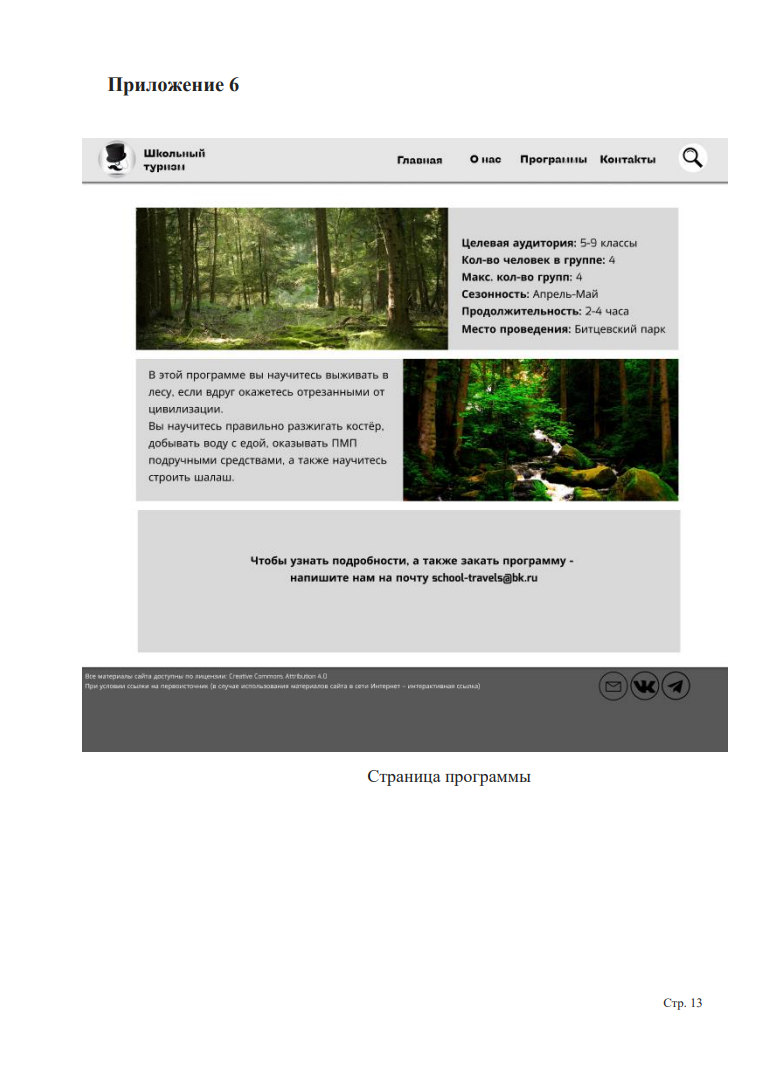 Приложение 6
Школьный
туризм
Главная
О нас
Программы
Контакты
Целевая аудитория: 5-9 классы
Кол-во человек в группе: 4
Макс. кол-во групп: 4
Сезонность: Апрель-Май
Продолжительность: 2-4 часа
Место проведения: Битцевский парк
В этой программе вы научитесь выживать в
лесу, если вдруг окажетесь отрезанными от
цивилизации.
Вы научитесь правильно разжигать костёр,
добывать воду с едой, оказывать ПМП
подручными средствами, а также научитесь
строить шалаш.
Чтобы узнать подробности, а также закать программу -
напишите нам на почту school-travels@bk.ru
Все материалы сайта доступны по лицензии: Creative Commons Attribution 4.0
При условии ссылки на первоисточник (в случае использования материалов сайта в сети Интернет - интерактивная ссылка)
Страница программы
Стр. 13